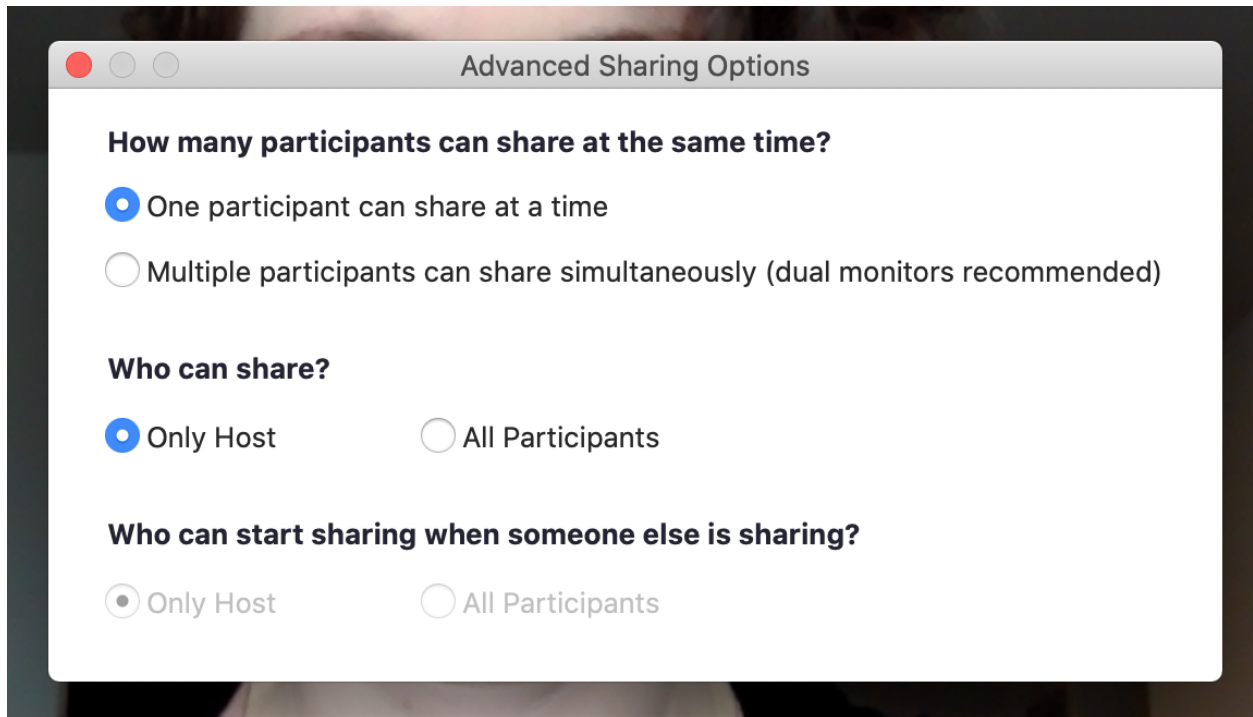 Advanced Sharing Options
How many participants can share at the same time?
One participant can share at a time
Multiple participants can share simultaneously (dual monitors recommended)
Who can share?
Only Host All Participants
Who can start sharing when someone else is sharing?
Only Host All Participants